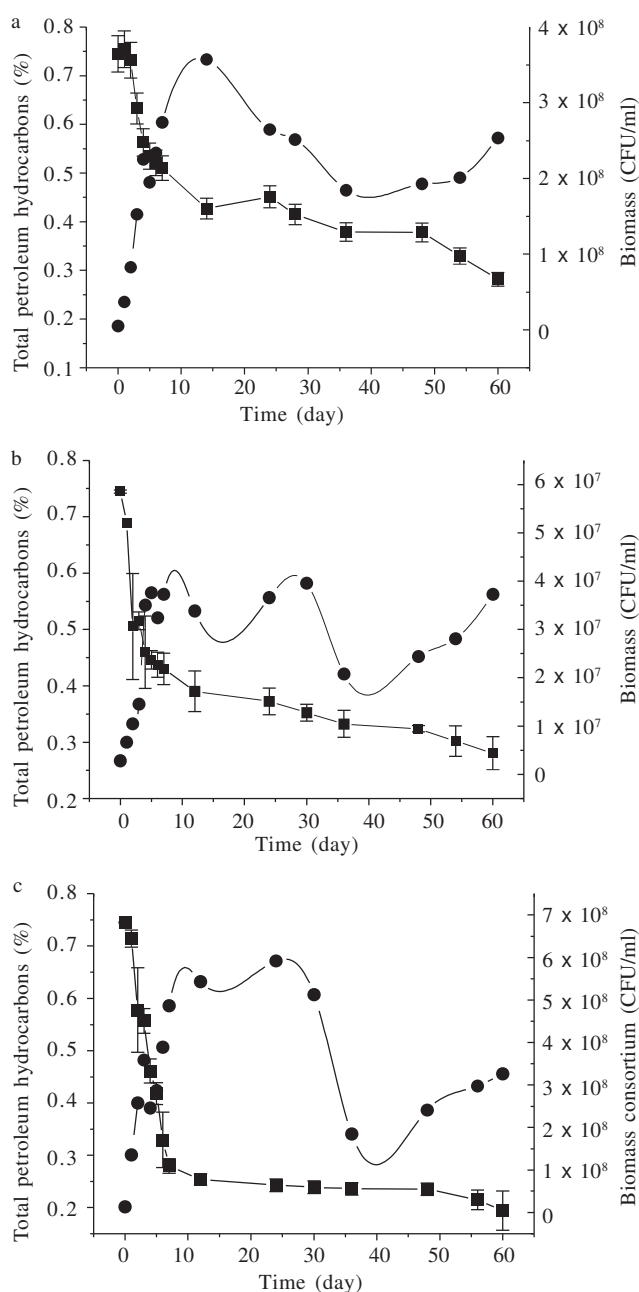 a
Total petroleum hydrocarbons (%)
0.8
0.7
0.6
0.5
0.4
0.3
0.2
0.1
4 x 10⁸
3 x 10⁸
2 x 10⁸
1 x 10⁸
0
Biomass (CFU/ml)
0 10 20 30 40 50 60
Time (day)
b
Total petroleum hydrocarbons (%)
0.8
0.7
0.6
0.5
0.4
0.3
0.2
6 x 10⁷
5 x 10⁷
4 x 10⁷
3 x 10⁷
2 x 10⁷
1 x 10⁷
0
Biomass (CFU/ml)
0 10 20 30 40 50 60
Time (day)
c
Total petroleum hydrocarbons (%)
0.8
0.7
0.6
0.5
0.4
0.3
0.2
7 x 10⁸
6 x 10⁸
5 x 10⁸
4 x 10⁸
3 x 10⁸
2 x 10⁸
1 x 10⁸
0
Biomass consortium (CFU/ml)
0 10 20 30 40 50 60
Time (day)